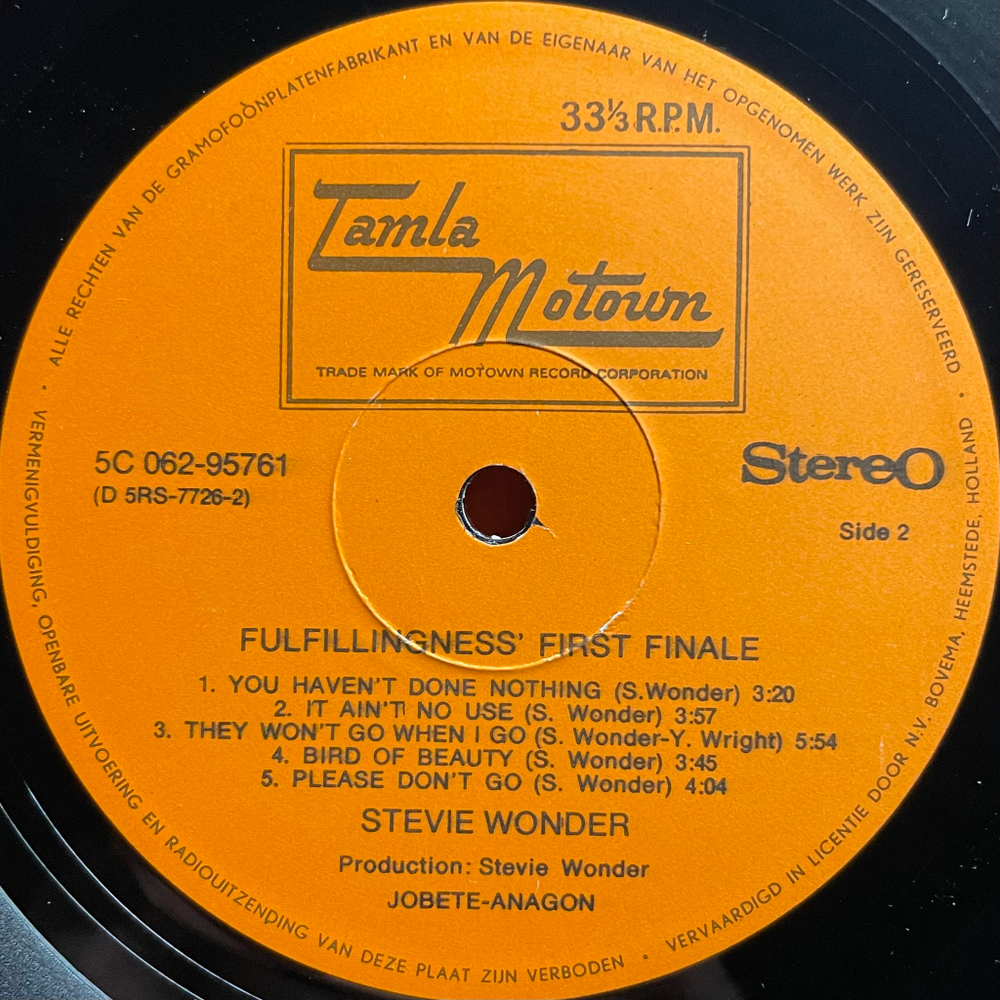 ALLE RECHTEN VAN DE GRAMOFOONPLATENFABRIKANT EN VAN DE EIGENAAR VAN HET OPGENOMEN WERK ZIJN GERESERVEERD •
33⅓ R.P.M.
Tamla
Motown
TRADE MARK OF MOTOWN RECORD CORPORATION
5C 062-95761
(D 5RS-7726-2)
Stereo
Side 2
FULFILLINGNESS' FIRST FINALE
1. YOU HAVEN'T DONE NOTHING (S.Wonder) 3:20
2. IT AIN'T NO USE (S. Wonder) 3:57
3. THEY WON'T GO WHEN I GO (S. Wonder-Y. Wright) 5:54
4. BIRD OF BEAUTY (S. Wonder) 3:45
5. PLEASE DON'T GO (S. Wonder) 4:04
STEVIE WONDER
Production: Stevie Wonder
JOBETE-ANAGON
VERMENIGVULDIGING, OPENBARE UITVOERING EN RADIOUITZENDING VAN DEZE PLAAT ZIJN VERBODEN •
VERVAARDIGD IN LICENTIE DOOR N.V. BOVEMA, HEEMSTEDE, HOLLAND •